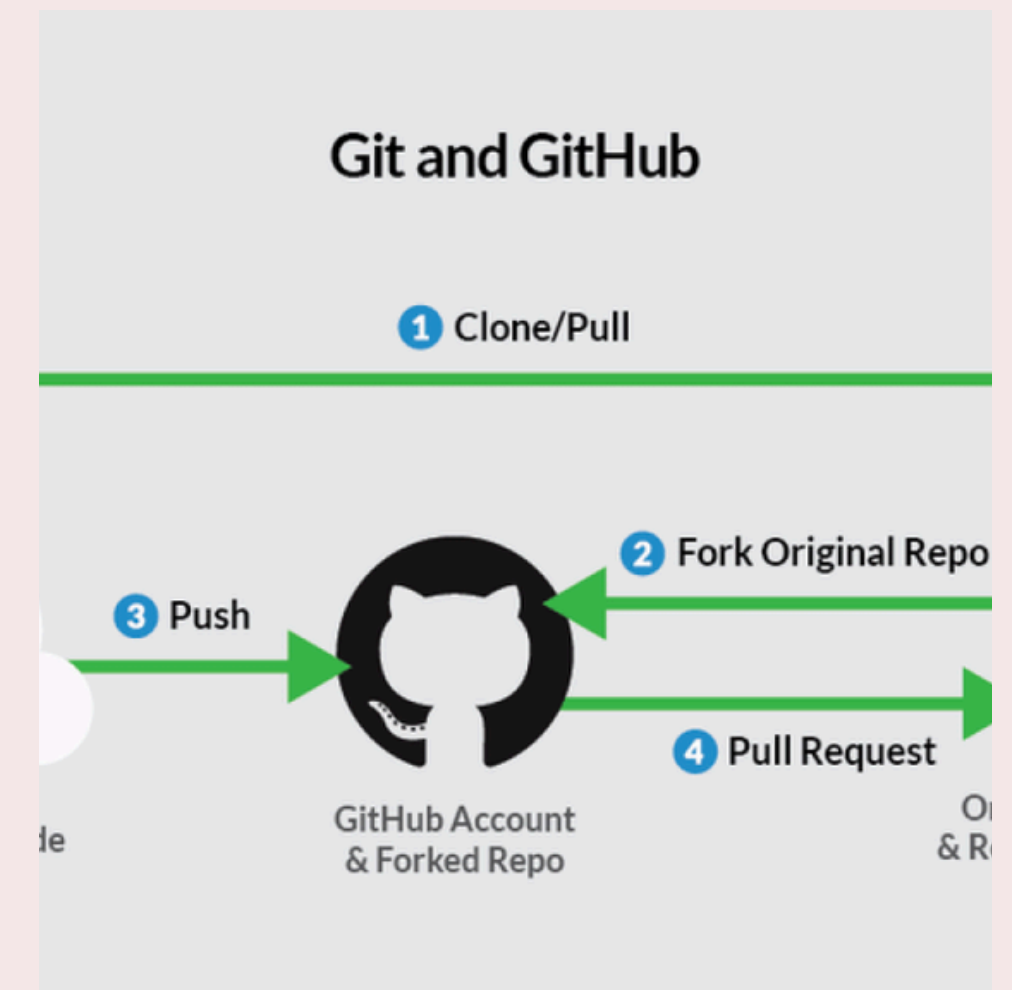 Git and GitHub
1 Clone/Pull
2 Fork Original Repo
3 Push
4 Pull Request
GitHub Account
& Forked Repo